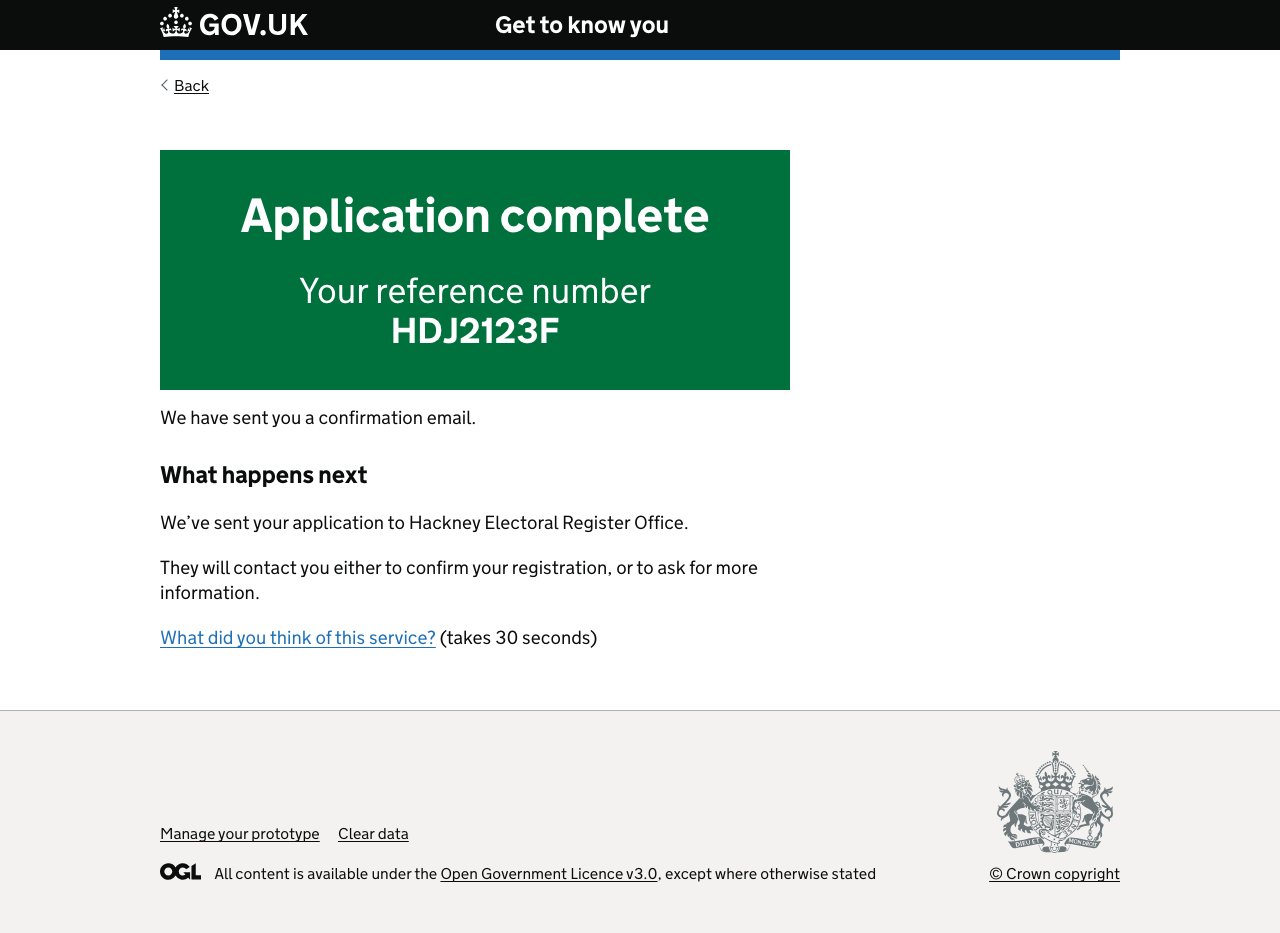 GOV.UK
Get to know you
Back
Application complete
Your reference number
HDJ2123F
We have sent you a confirmation email.
What happens next
We’ve sent your application to Hackney Electoral Register Office.
They will contact you either to confirm your registration, or to ask for more
information.
What did you think of this service? (takes 30 seconds)
Manage your prototype Clear data
OGL All content is available under the Open Government Licence v3.0, except where otherwise stated
© Crown copyright